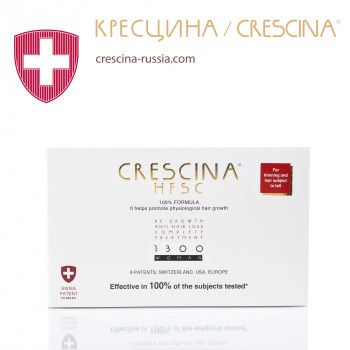 КРЕСЦИНА / CRESCINA®
crescina-russia.com
CRESCINA®
HFSC
100% FORMULA
It helps promote physiological hair growth
For thinning and hair subject to fall
RE-GROWTH
ANTI-HAIR LOSS
COMPLETE
TREATMENT
1300
WOMAN
9 PATENTS: SWITZERLAND, USA, EUROPE
SWISS
PATENT
Effective in 100% of the subjects tested*